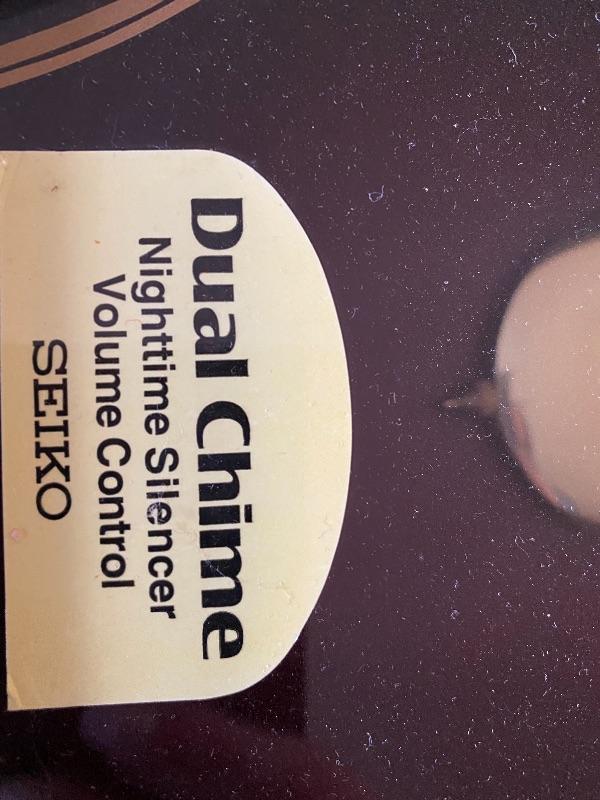 Dual Chime
Nighttime Silencer
Volume Control
SEIKO